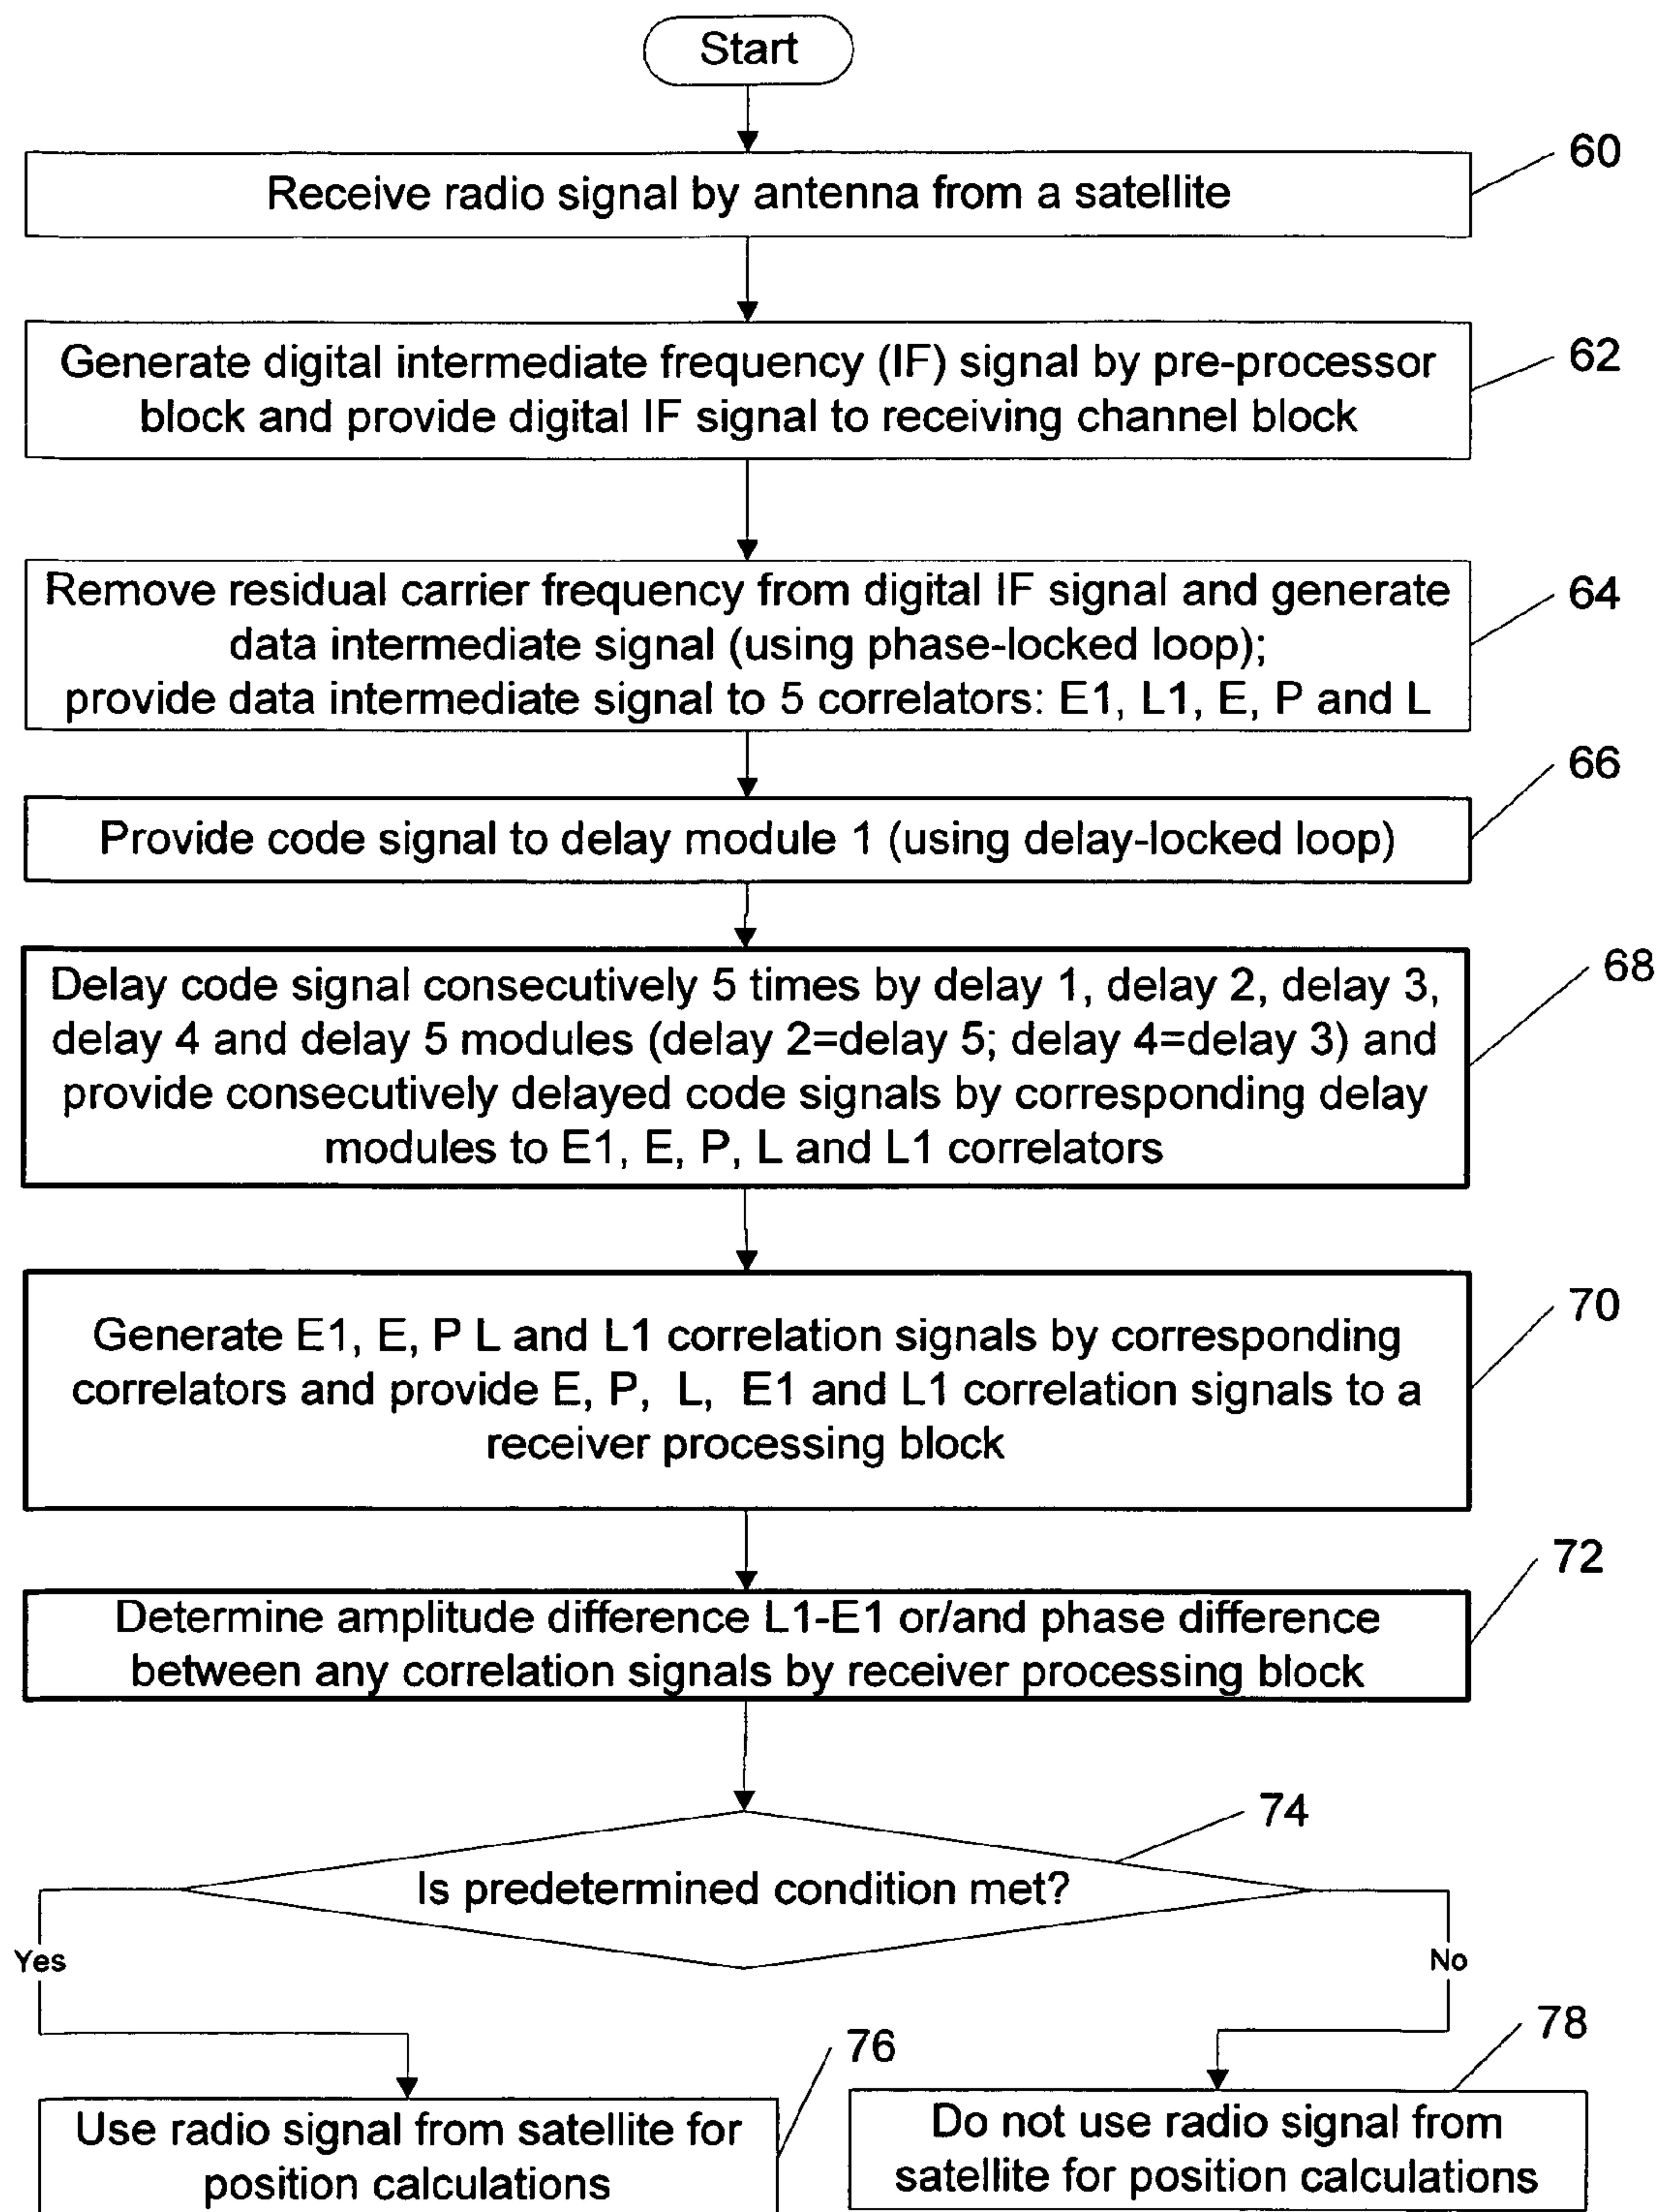 Start
60
Receive radio signal by antenna from a satellite
62
Generate digital intermediate frequency (IF) signal by pre-processor
block and provide digital IF signal to receiving channel block
64
Remove residual carrier frequency from digital IF signal and generate
data intermediate signal (using phase-locked loop);
provide data intermediate signal to 5 correlators: E1, L1, E, P and L
66
Provide code signal to delay module 1 (using delay-locked loop)
68
Delay code signal consecutively 5 times by delay 1, delay 2, delay 3,
delay 4 and delay 5 modules (delay 2=delay 5; delay 4=delay 3) and
provide consecutively delayed code signals by corresponding delay
modules to E1, E, P, L and L1 correlators
70
Generate E1, E, P L and L1 correlation signals by corresponding
correlators and provide E, P, L, E1 and L1 correlation signals to a
receiver processing block
72
Determine amplitude difference L1-E1 or/and phase difference
between any correlation signals by receiver processing block
74
Is predetermined condition met?
Yes
No
76
78
Use radio signal from satellite for
position calculations
Do not use radio signal from
satellite for position calculations